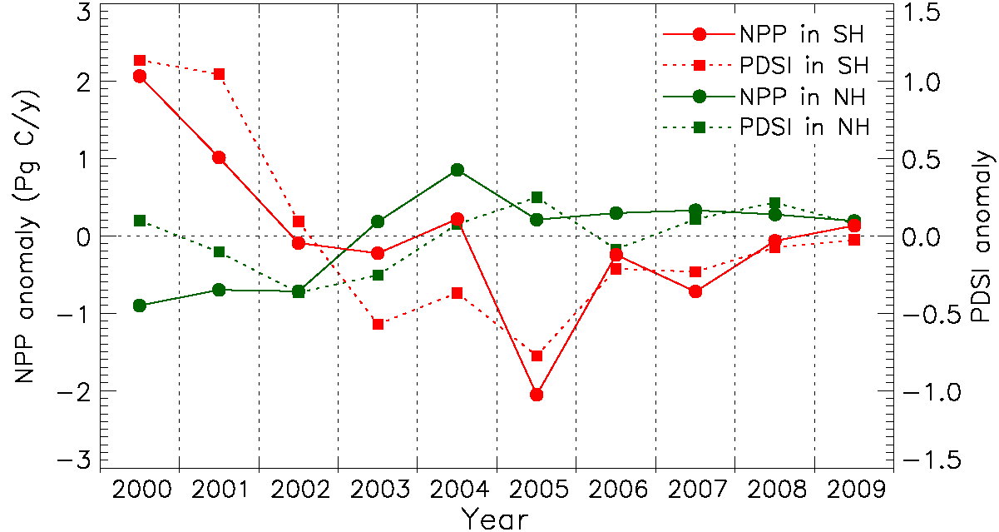 3
2
1
0
−1
−2
−3
NPP anomaly (Pg C/y)
NPP in SH
PDSI in SH
NPP in NH
PDSI in NH
1.5
1.0
0.5
0.0
−0.5
−1.0
−1.5
PDSI anomaly
2000 2001 2002 2003 2004 2005 2006 2007 2008 2009
Year